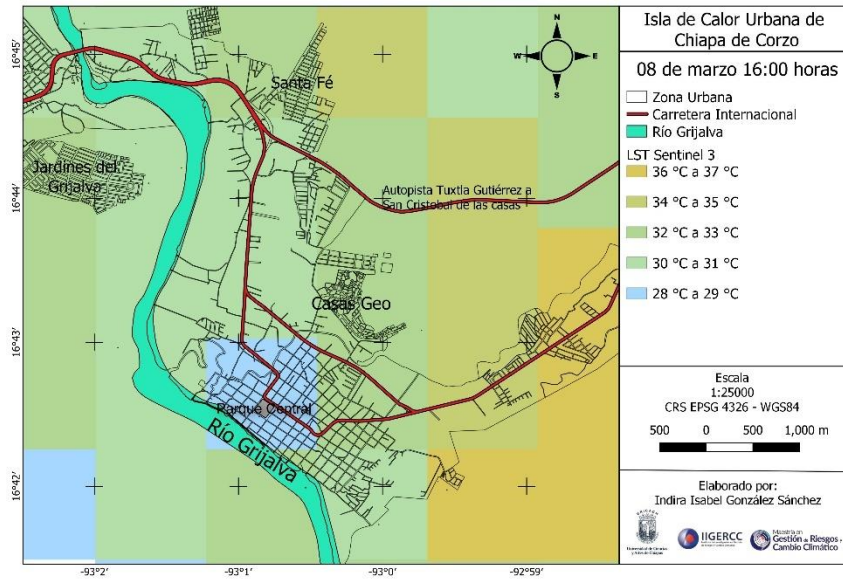 Isla de Calor Urbana de
Chiapa de Corzo
08 de marzo 16:00 horas
Zona Urbana
Carretera Internacional
Río Grijalva
LST Sentinel 3
36 °C a 37 °C
34 °C a 35 °C
32 °C a 33 °C
30 °C a 31 °C
28 °C a 29 °C
Escala
1:25000
CRS EPSG 4326 - WGS84
500 0 500 1,000 m
Elaborado por:
Indira Isabel González Sánchez
IIGERCC
Maestría en
Gestión de Riesgos y
Cambio Climático
N
W E
S
16°45'
16°44'
16°43'
16°42'
Santa Fé
Jardines del
Grijalva
Autopista Tuxtla Gutiérrez a
San Cristobal de las casas
Casas Geo
Parque Central
Río Grijalva
-93°2' -93°1' -93°0' -92°59'